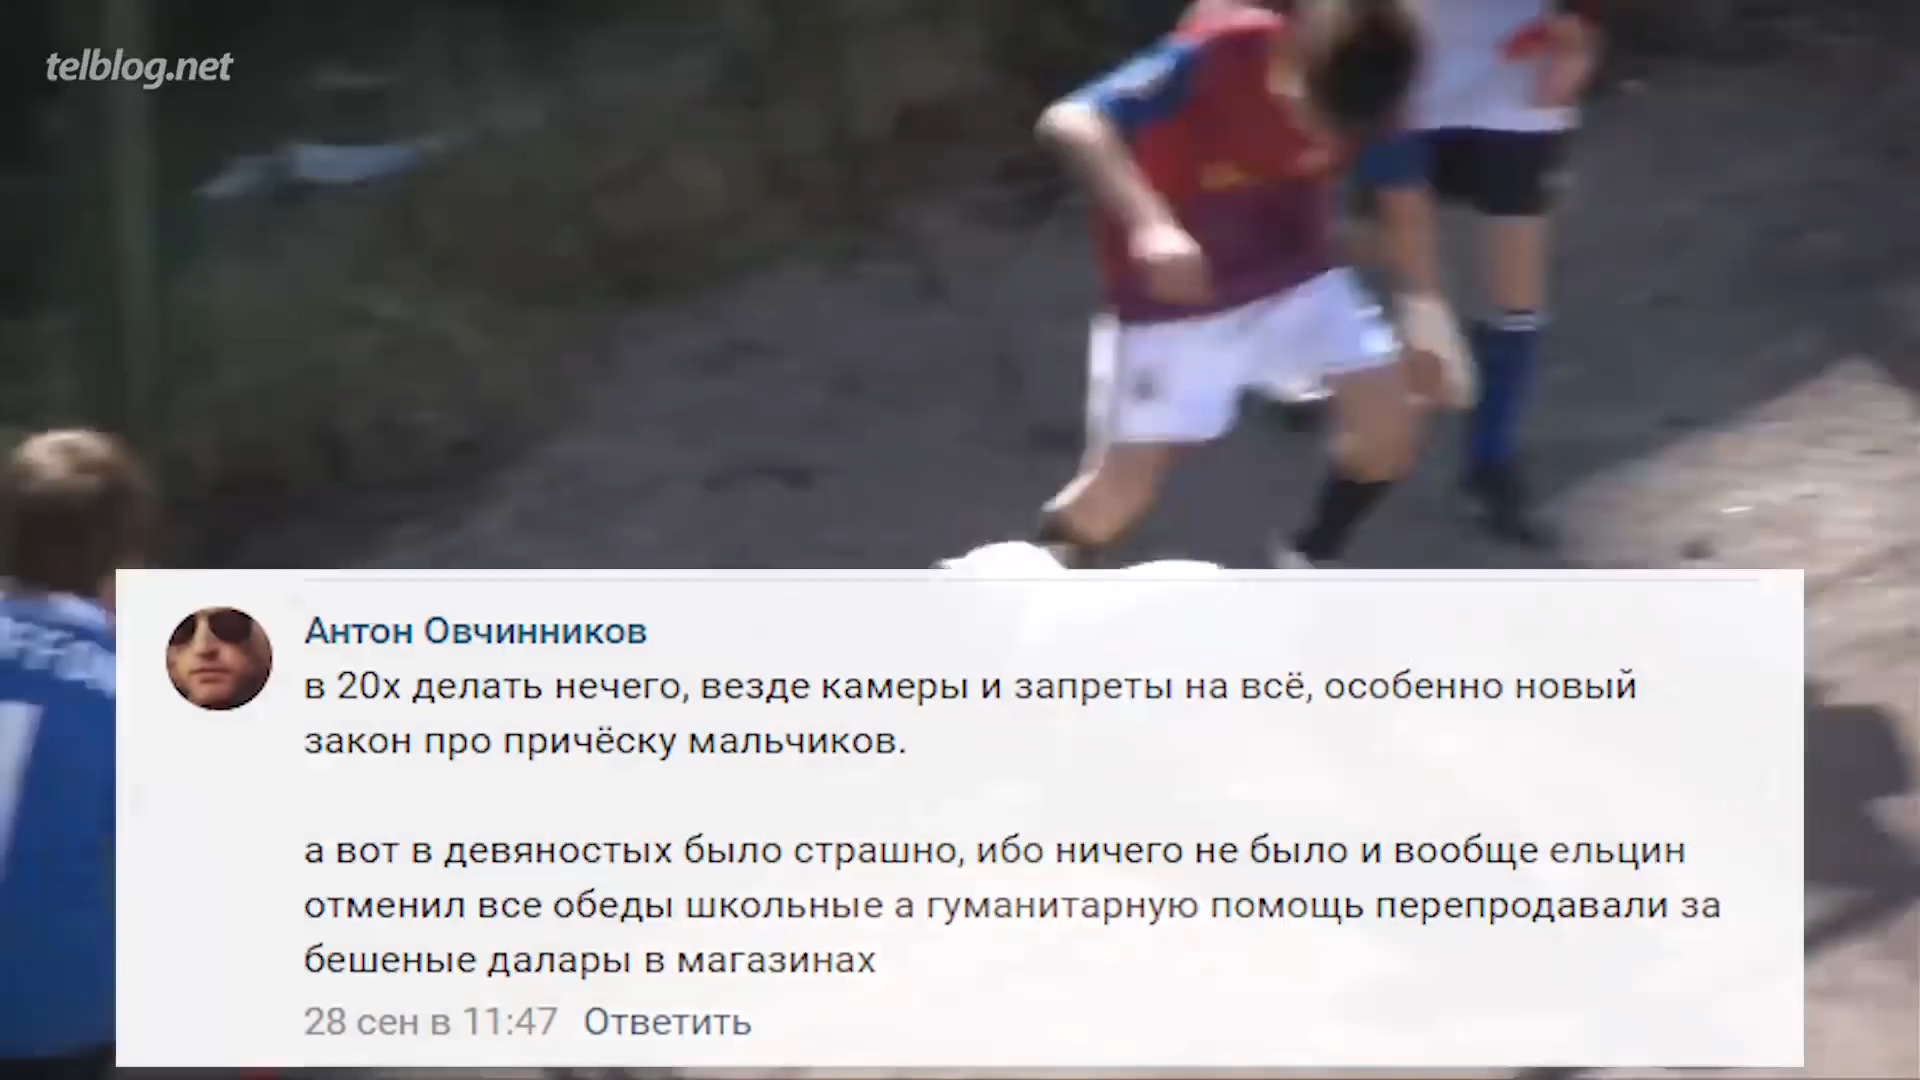 telblog.net
Антон Овчинников
в 20х делать нечего, везде камеры и запреты на всё, особенно новый
закон про причёску мальчиков.
а вот в девяностых было страшно, ибо ничего не было и вообще ельцин
отменил все обеды школьные а гуманитарную помощь перепродавали за
бешеные далары в магазинах
28 сен в 11:47 Ответить